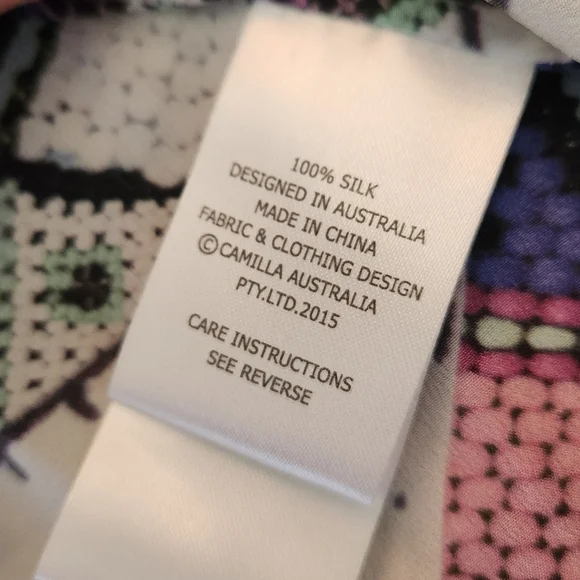 100% SILK
DESIGNED IN AUSTRALIA
MADE IN CHINA
FABRIC & CLOTHING DESIGN
©CAMILLA AUSTRALIA
PTY.LTD.2015
CARE INSTRUCTIONS
SEE REVERSE